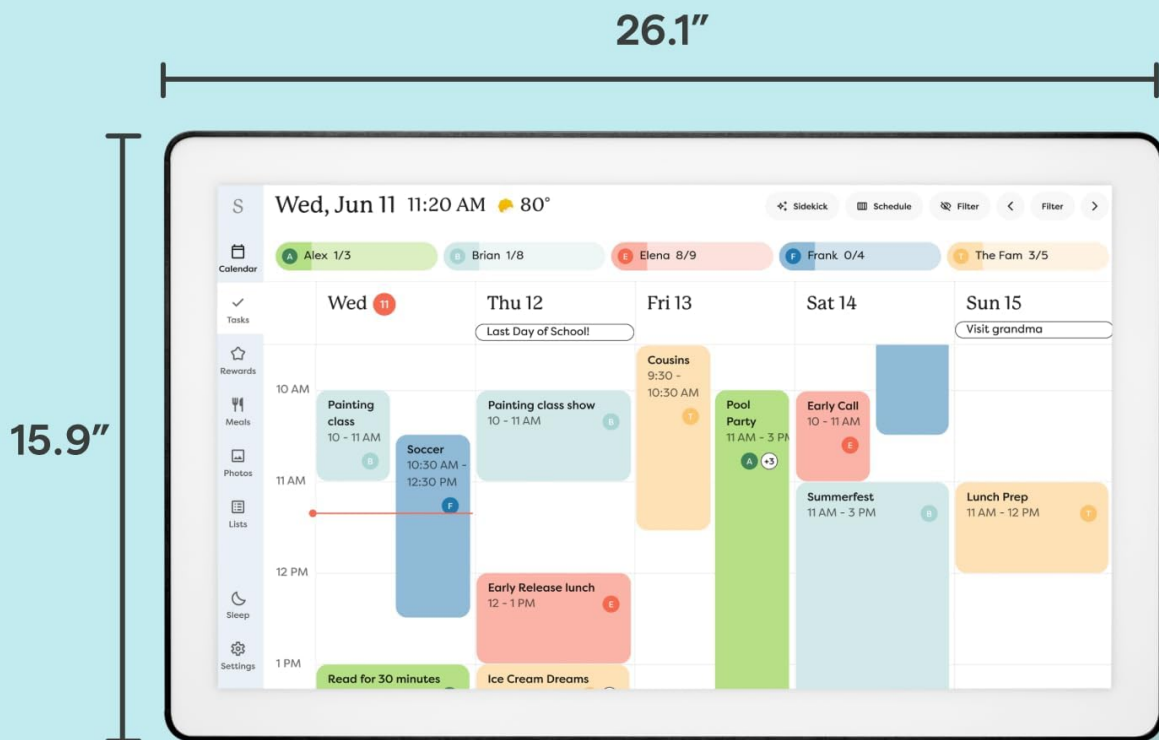 26.1"
15.9"
S
Wed, Jun 11 11:20 AM 80°
Sidekick
Schedule
Filter
<
Filter
>
Calendar
Tasks
Rewards
Meals
Photos
Lists
Sleep
Settings
A Alex 1/3
B Brian 1/8
E Elena 8/9
F Frank 0/4
T The Fam 3/5
Wed 11
Thu 12
Fri 13
Sat 14
Sun 15
Last Day of School!
Visit grandma
10 AM
11 AM
12 PM
1 PM
Painting
class
10 - 11 AM
B
Soccer
10:30 AM -
12:30 PM
F
Read for 30 minutes
Painting class show
10 - 11 AM
B
Early Release lunch
12 - 1 PM
E
Ice Cream Dreams
Cousins
9:30 -
10:30 AM
T
Pool
Party
11 AM - 3 PM
A +3
Early Call
10 - 11 AM
E
Summerfest
11 AM - 3 PM
B
Lunch Prep
11 AM - 12 PM
T